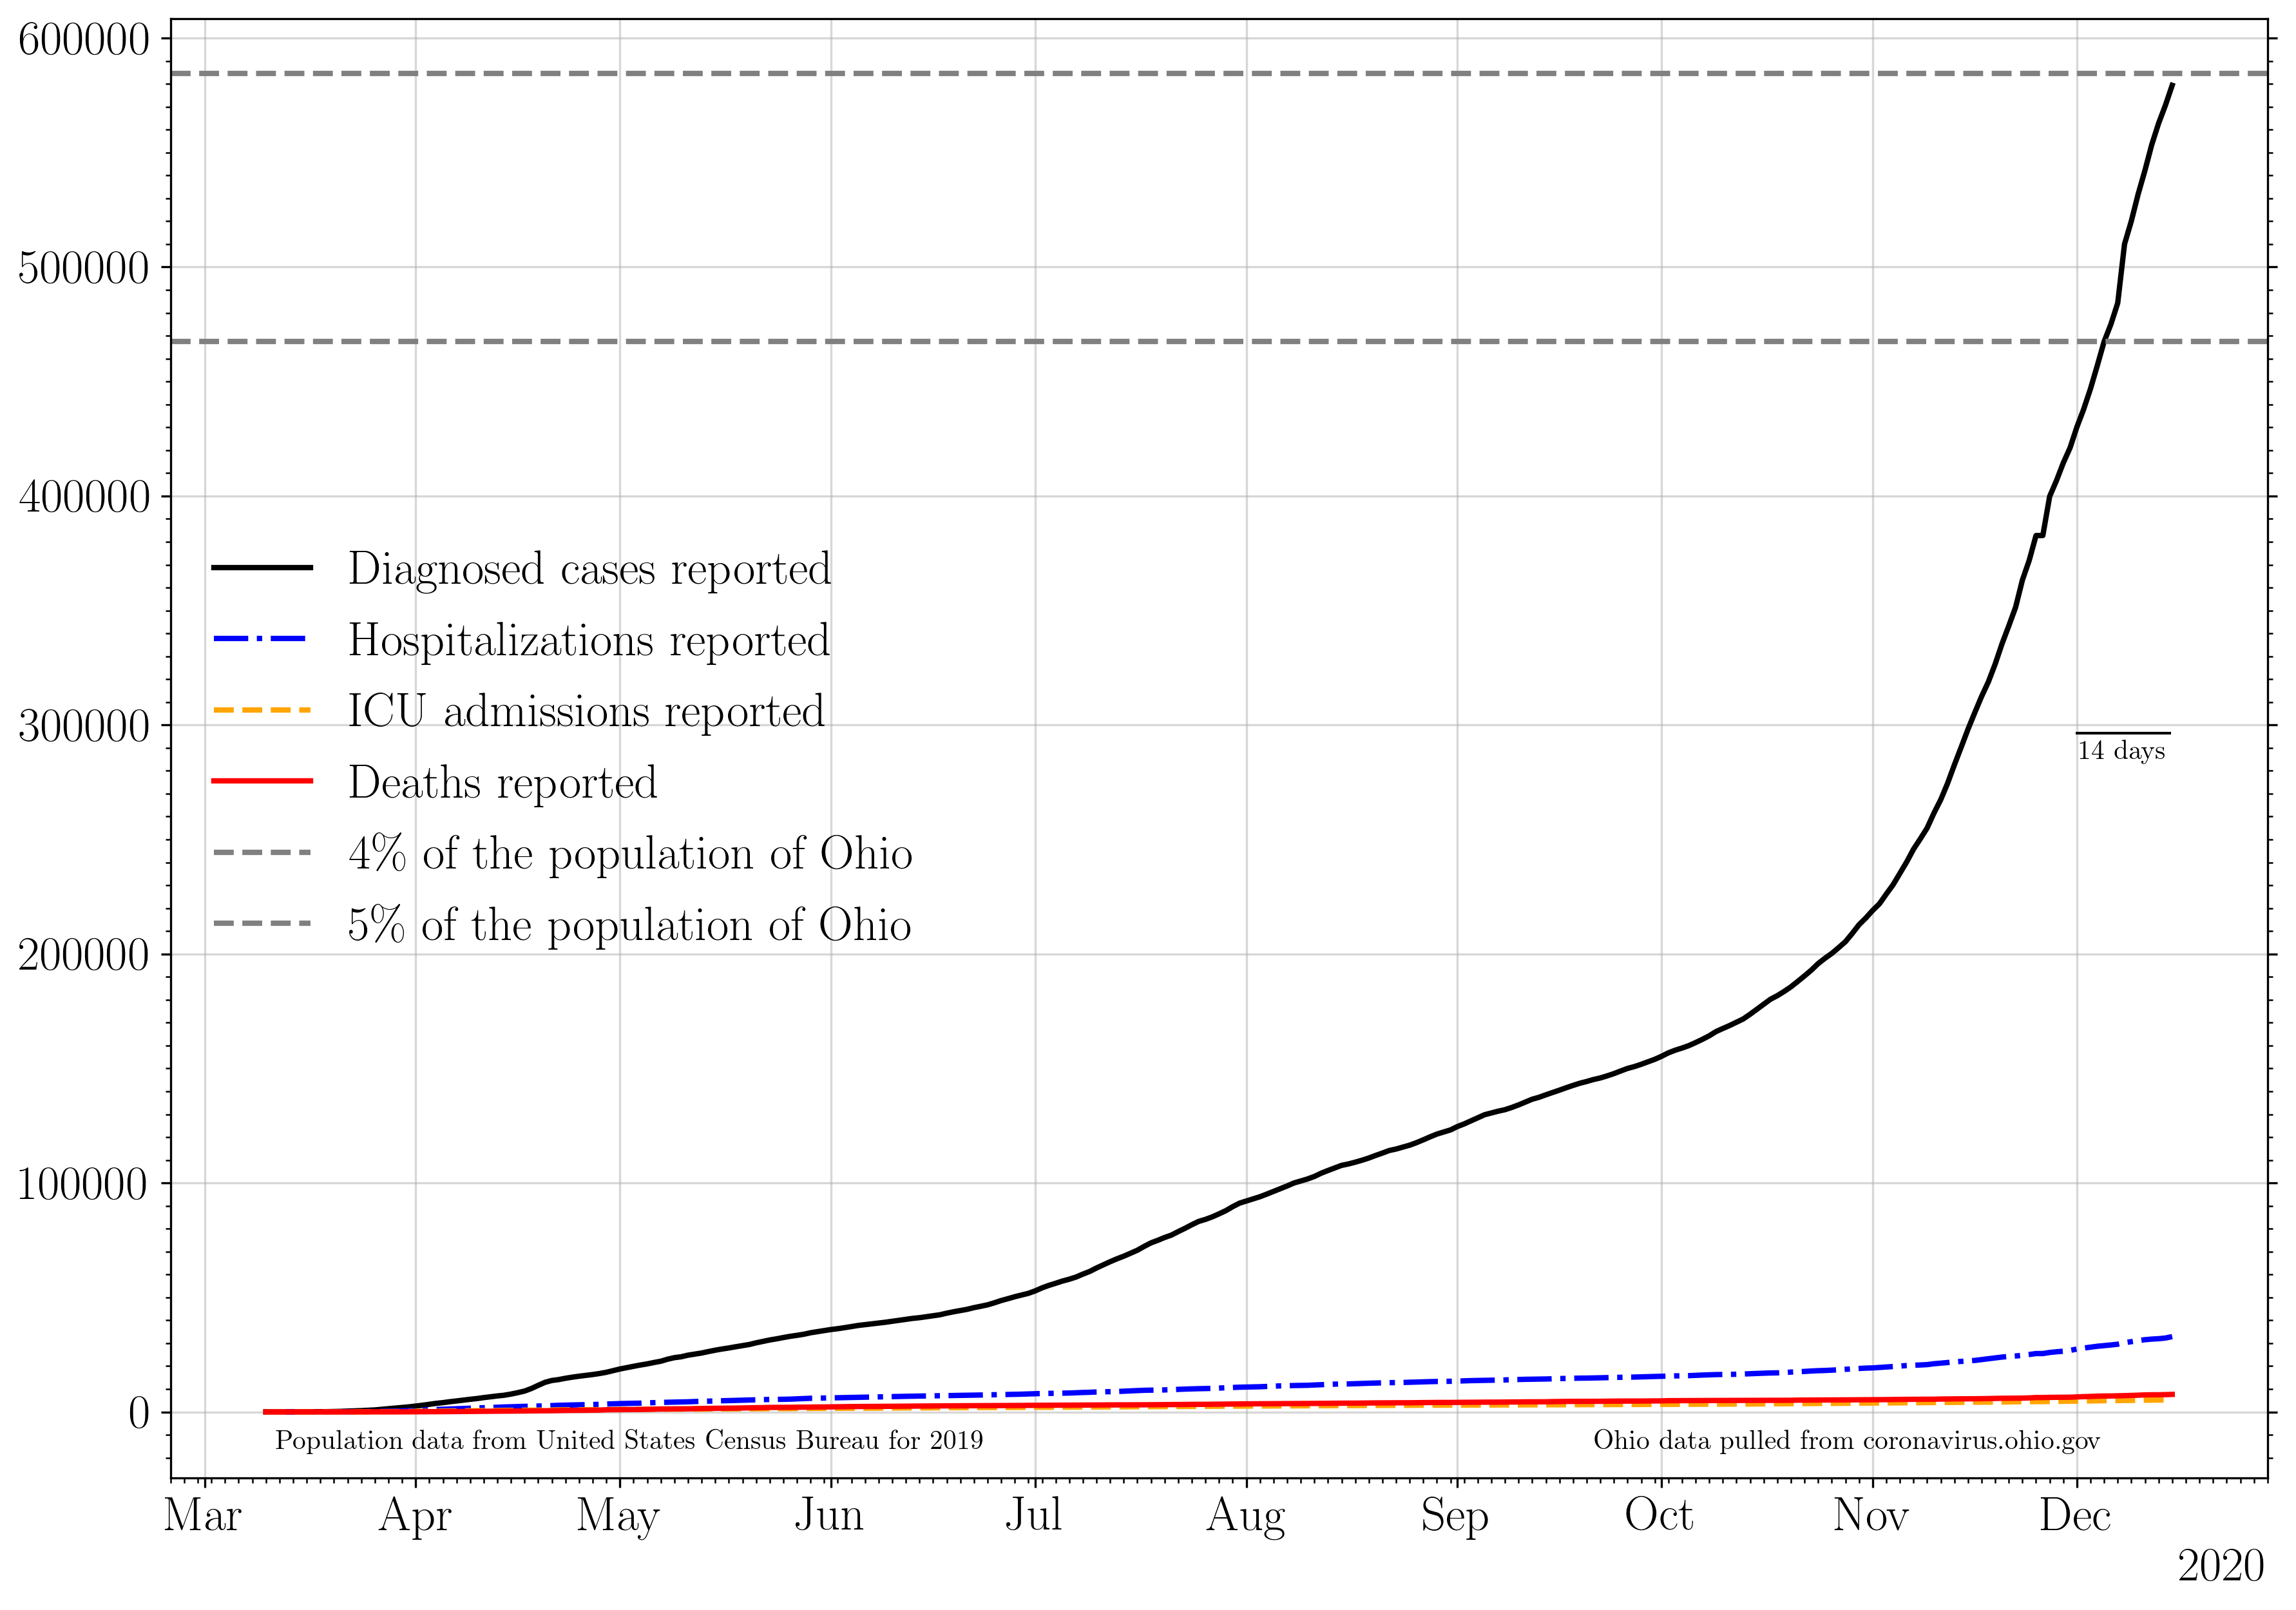 600000
500000
400000
300000
200000
100000
0
Diagnosed cases reported
Hospitalizations reported
ICU admissions reported
Deaths reported
4% of the population of Ohio
5% of the population of Ohio
14 days
Population data from United States Census Bureau for 2019
Ohio data pulled from coronavirus.ohio.gov
Mar Apr May Jun Jul Aug Sep Oct Nov Dec
2020